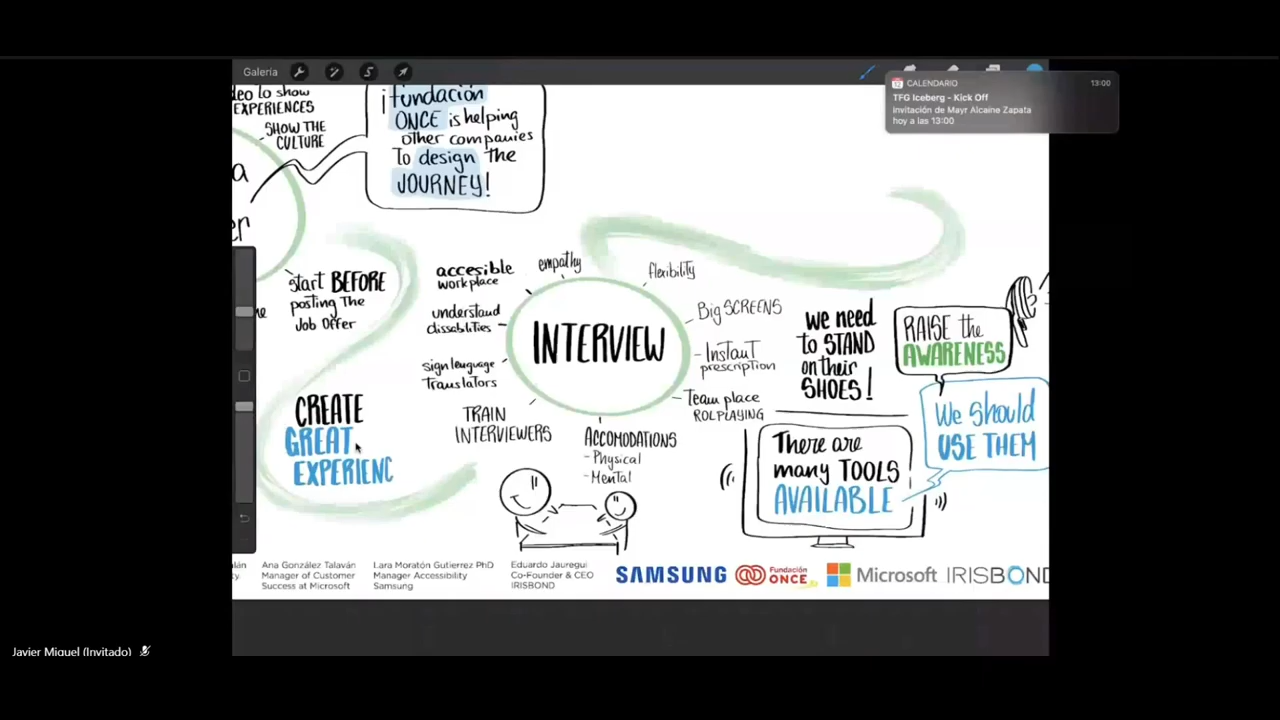 Galería
CALENDARIO
13:00
TFG Iceberg - Kick Off
Invitación de Mayr Alcaine Zapata
hoy a las 13:00
deo to show
EXPERIENCES
SHOW THE
CULTURE
¡Fundación
ONCE is helping
other companies
To design the
JOURNEY!
a
er
Start BEFORE
posting The
Job Offer
CREATE
GREAT
EXPERIENC
INTERVIEW
accesible
workplace
empathy
flexibility
understand
dissabilities
sign lenguage
Translators
TRAIN
INTERVIEWERS
ACCOMODATIONS
-Physical
-Mental
Big SCREENS
-Instant
prescription
Team place
ROLPLAYING
We need
to STAND
on their
SHOES!
RAISE the
AWARENESS
We Should
USE THEM
There are
many TOOLS
AVAILABLE
Ana González Talaván
Manager of Customer
Success at Microsoft
Lara Moratón Gutierrez PhD
Manager Accessibility
Samsung
Eduardo Jauregui
Co-Founder & CEO
IRISBOND
SAMSUNG
Fundación
ONCE
Microsoft
IRISBOND
Javier Miguel (Invitado)